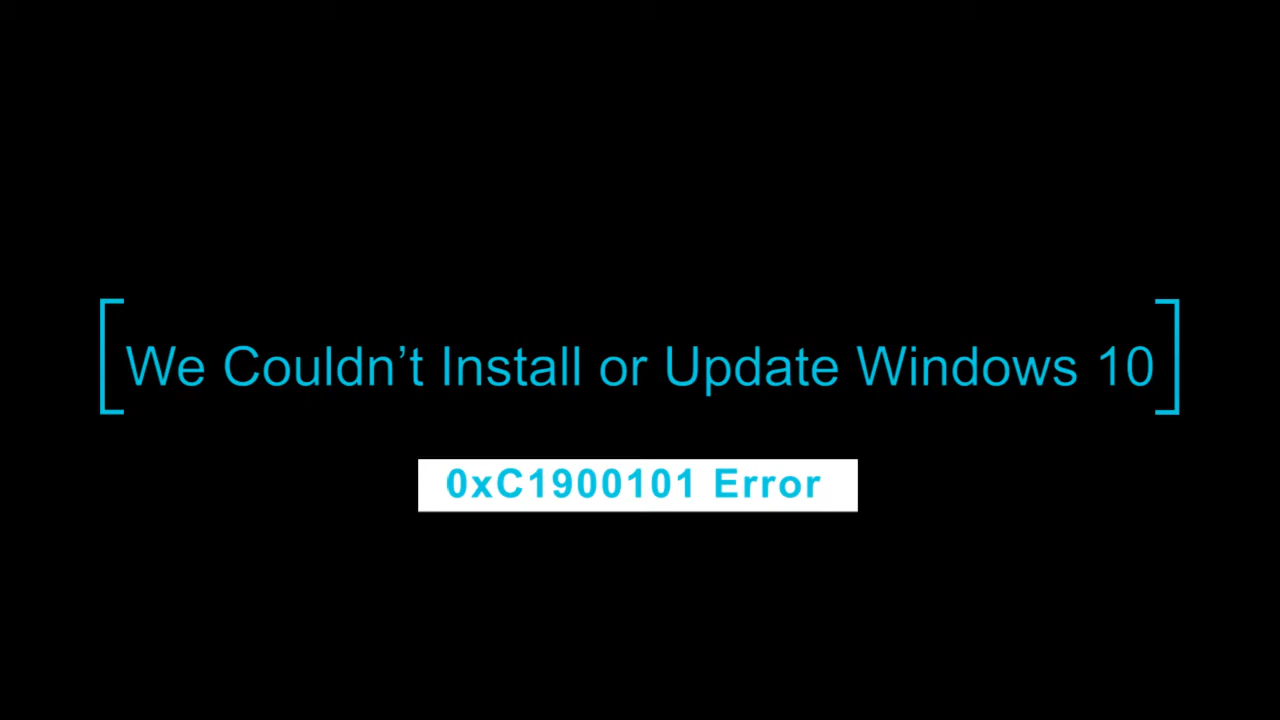 We Couldn’t Install or Update Windows 10
0xC1900101 Error